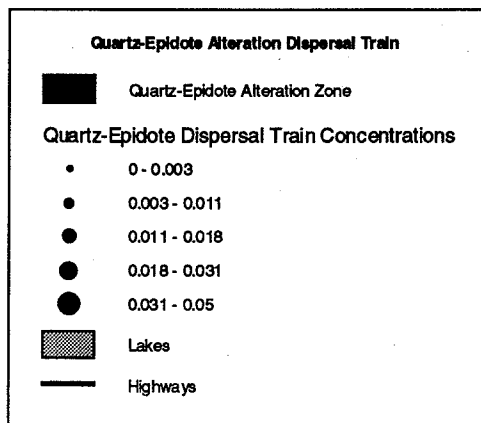 Quartz-Epidote Alteration Dispersal Train
Quartz-Epidote Alteration Zone
Quartz-Epidote Dispersal Train Concentrations
0 - 0.003
0.003 - 0.011
0.011 - 0.018
0.018 - 0.031
0.031 - 0.05
Lakes
Highways